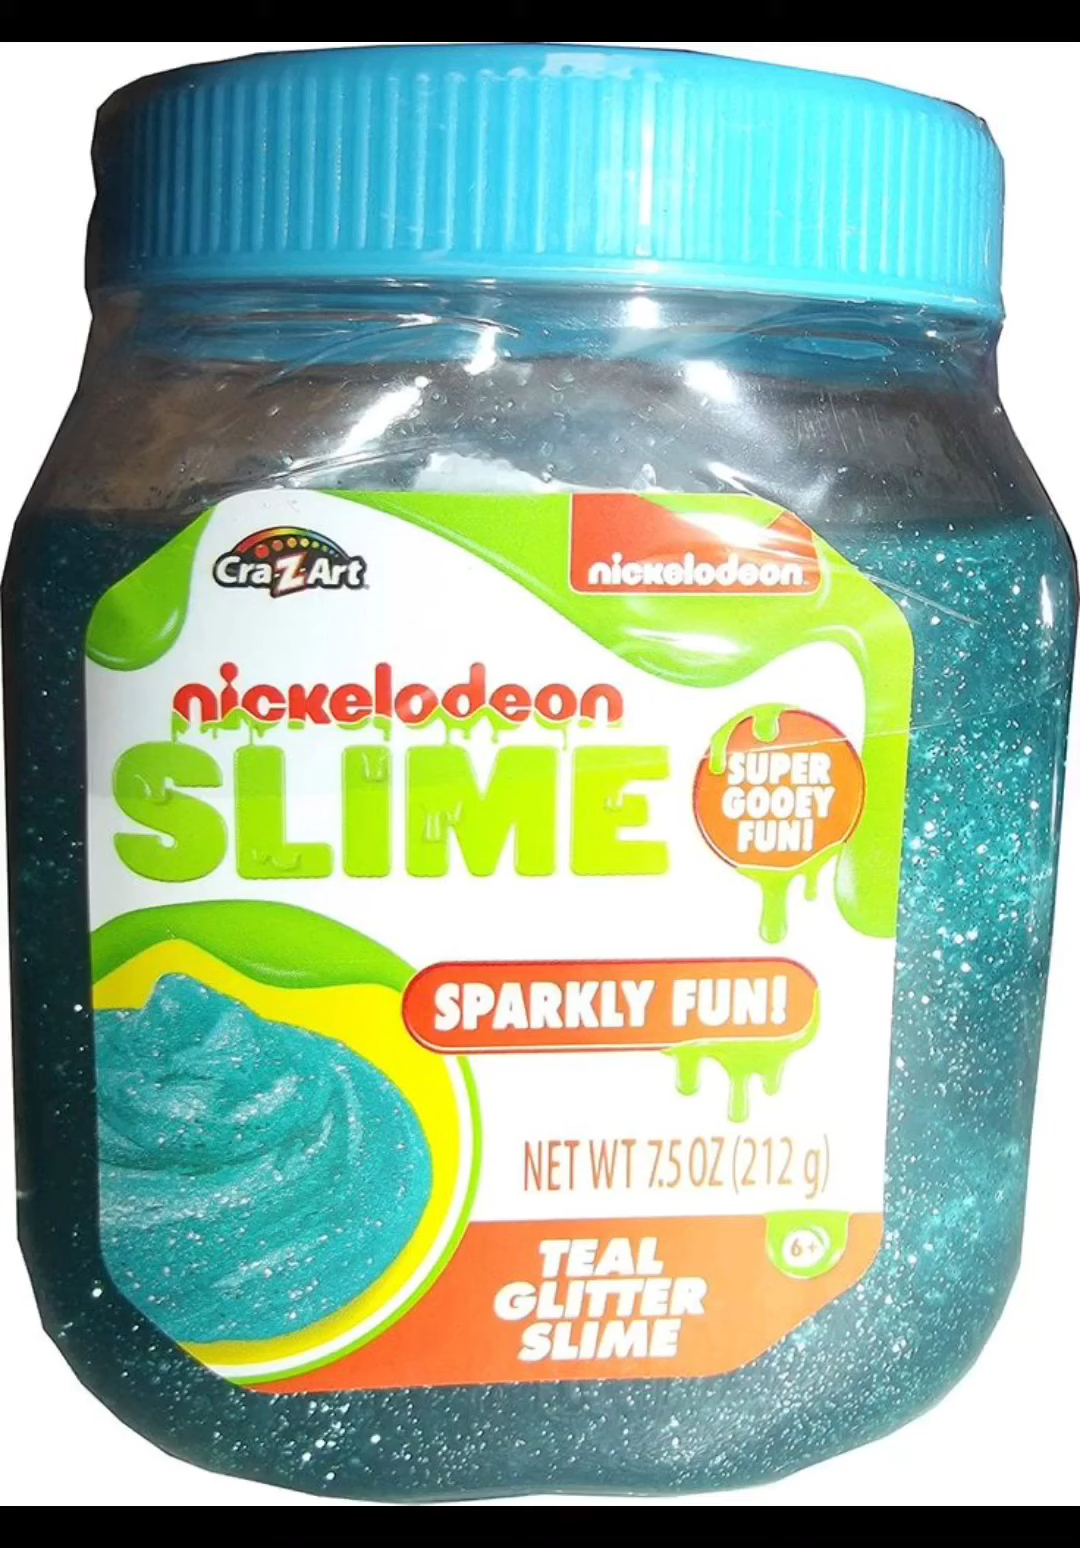 Cra-Z-Art
nickelodeon
nickelodeon
SLIME
SUPER
GOOEY
FUN!
SPARKLY FUN!
NET WT 7.5 OZ (212 g)
6+
TEAL
GLITTER
SLIME